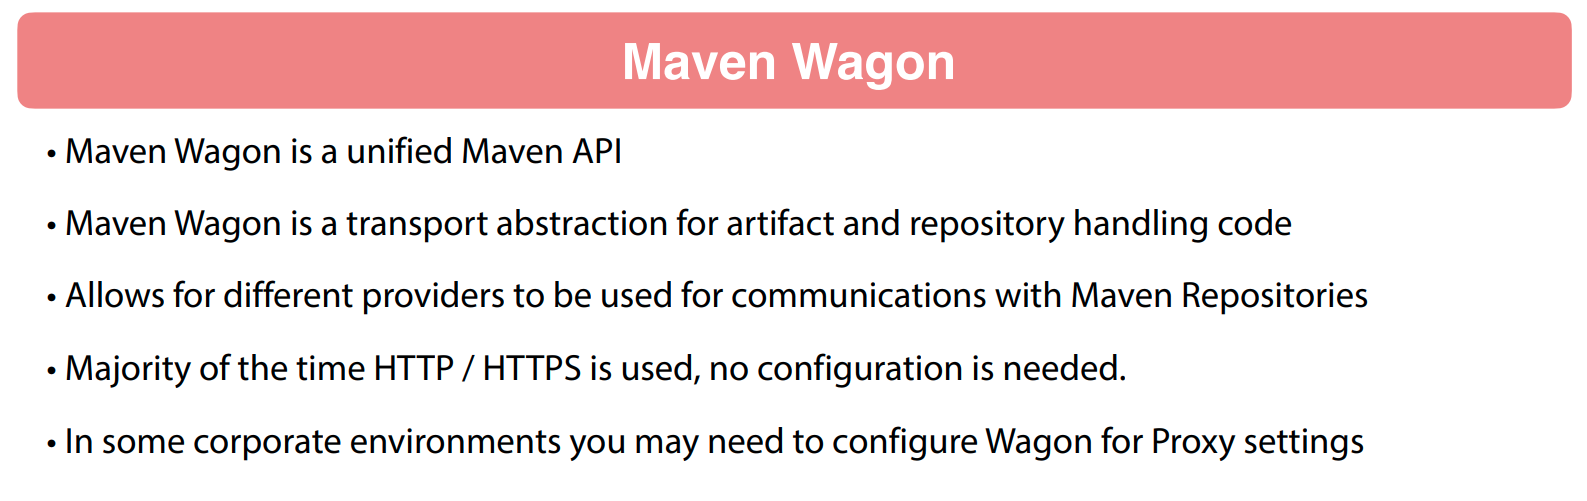 Maven Wagon
• Maven Wagon is a unified Maven API
• Maven Wagon is a transport abstraction for artifact and repository handling code
• Allows for different providers to be used for communications with Maven Repositories
• Majority of the time HTTP / HTTPS is used, no configuration is needed.
• In some corporate environments you may need to configure Wagon for Proxy settings